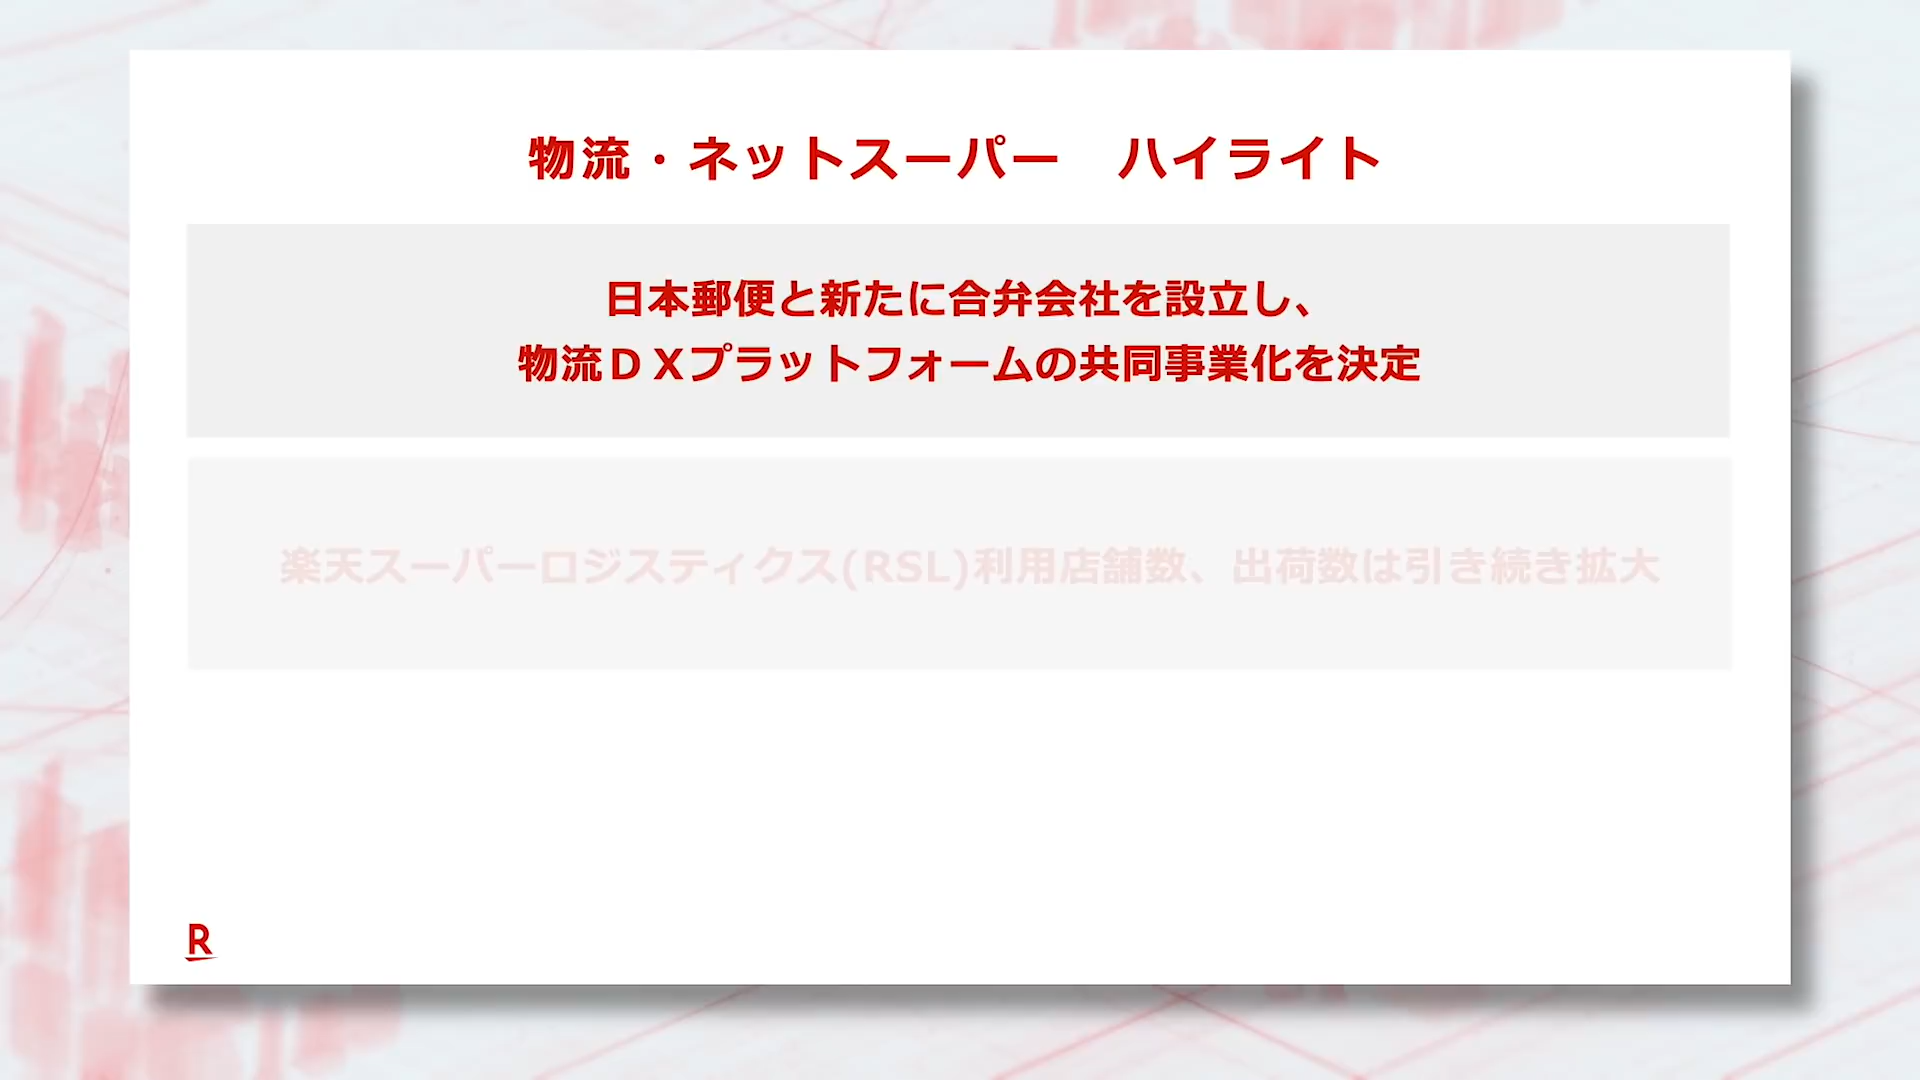 物流・ネットスーパー　ハイライト
日本郵便と新たに合弁会社を設立し、
物流ＤＸプラットフォームの共同事業化を決定
楽天スーパーロジスティクス(RSL)利用店舗数、出荷数は引き続き拡大
R